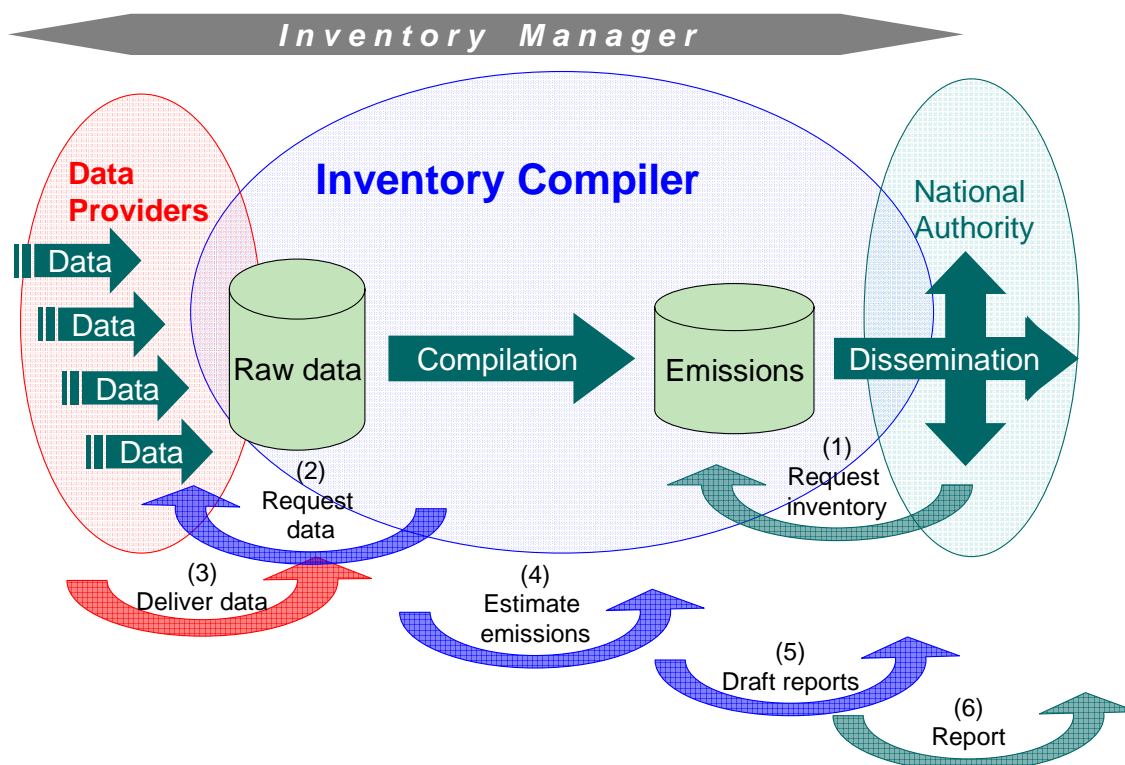 Inventory Manager
Data
Providers
Inventory Compiler
National
Authority
Data
Data
Data
Data
Raw data
Compilation
Emissions
Dissemination
(1)
Request
inventory
(2)
Request
data
(3)
Deliver data
(4)
Estimate
emissions
(5)
Draft reports
(6)
Report